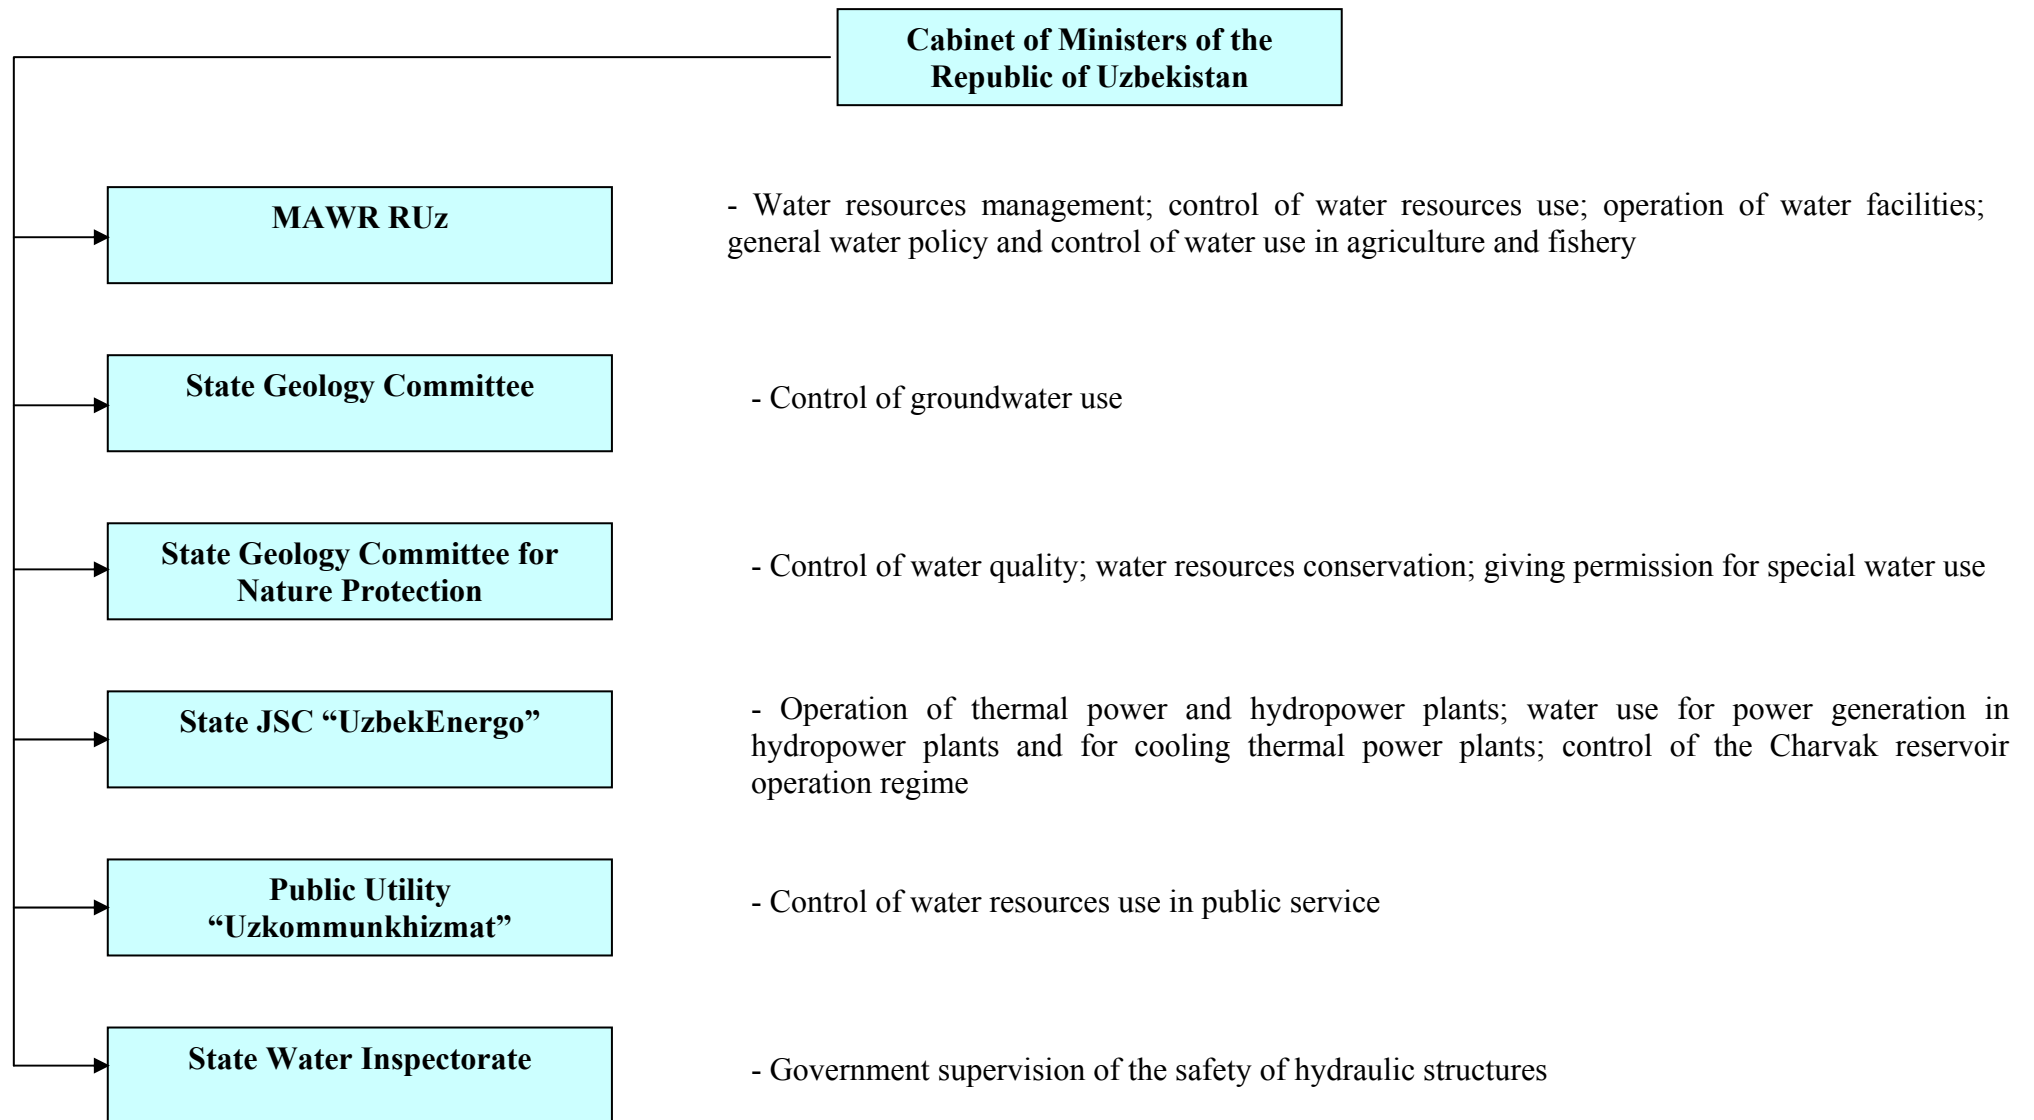 Cabinet of Ministers of the
Republic of Uzbekistan
MAWR RUz
- Water resources management; control of water resources use; operation of water facilities;
general water policy and control of water use in agriculture and fishery
State Geology Committee
- Control of groundwater use
State Geology Committee for
Nature Protection
- Control of water quality; water resources conservation; giving permission for special water use
State JSC “UzbekEnergo”
- Operation of thermal power and hydropower plants; water use for power generation in
hydropower plants and for cooling thermal power plants; control of the Charvak reservoir
operation regime
Public Utility
“Uzkommunkhizmat”
- Control of water resources use in public service
State Water Inspectorate
- Government supervision of the safety of hydraulic structures